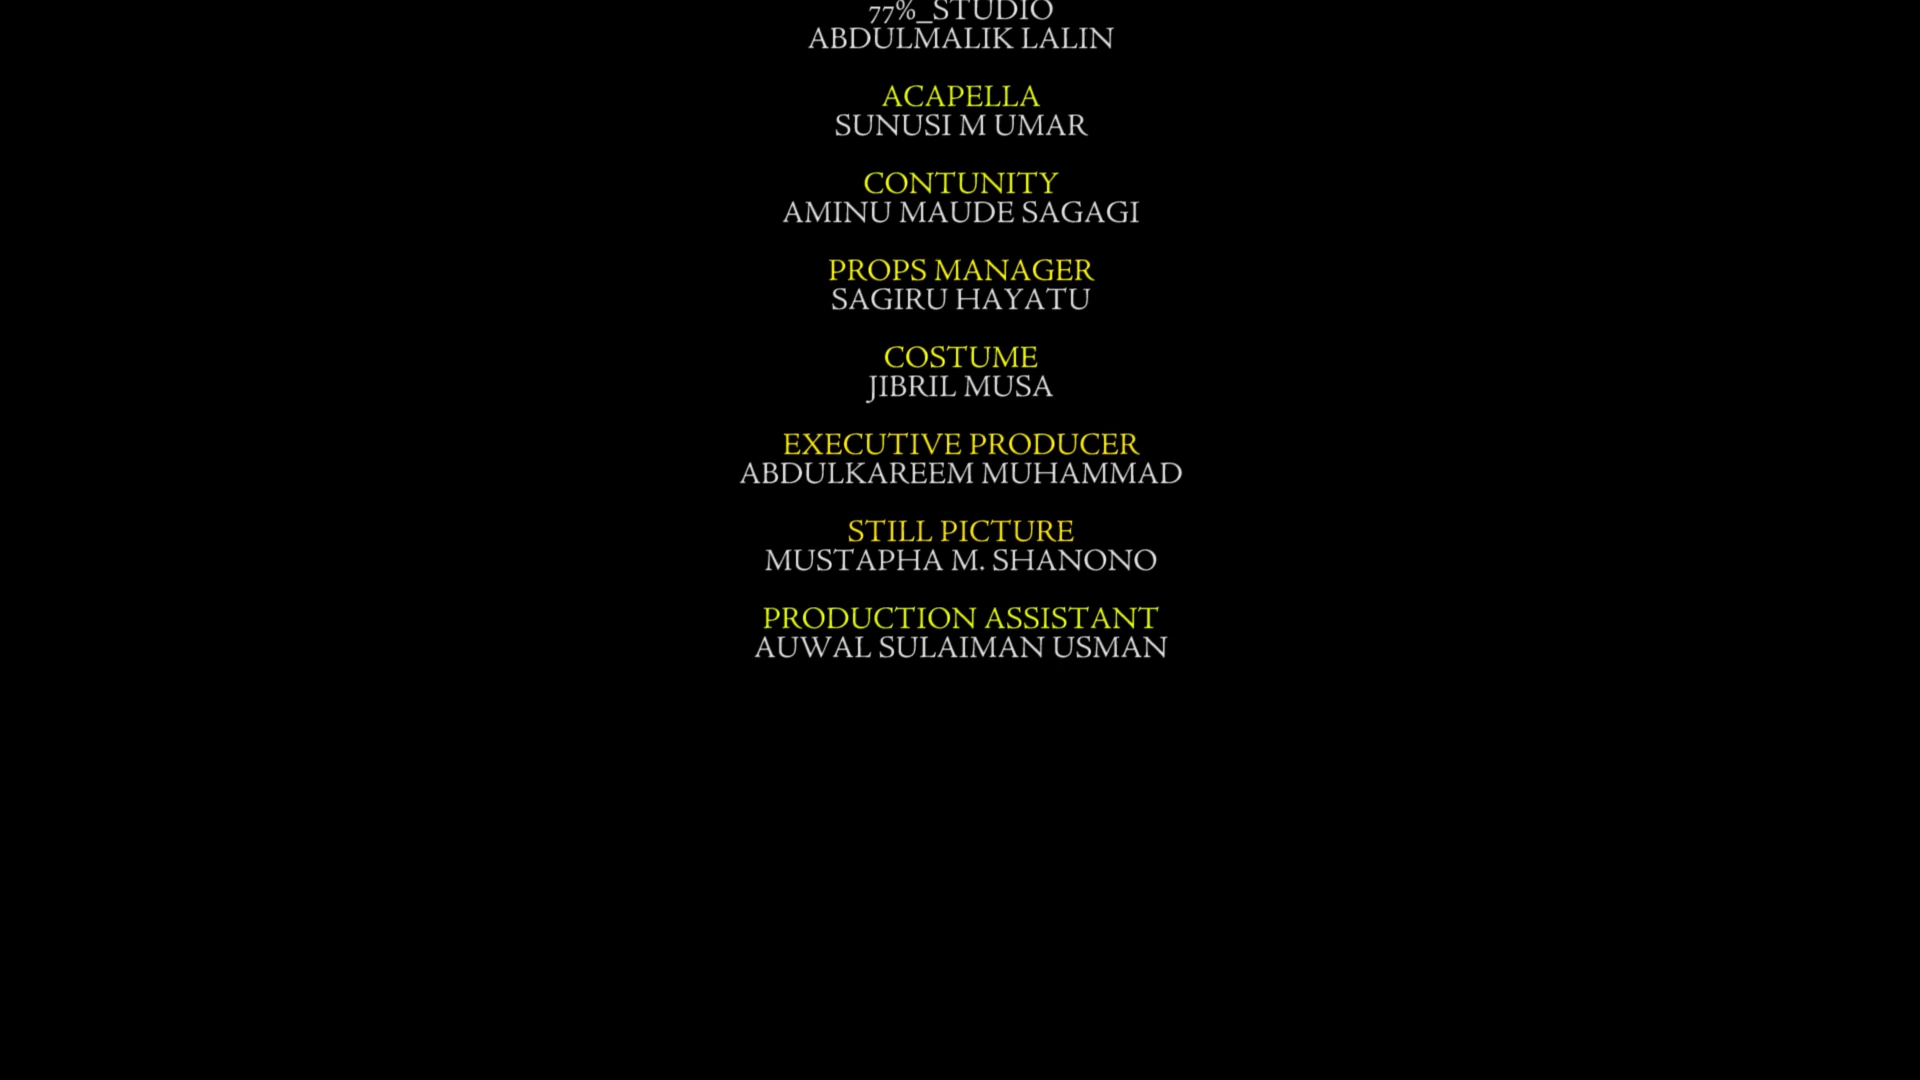 77%_STUDIO
ABDULMALIK LALIN
ACAPELLA
SUNUSI M UMAR
CONTUNITY
AMINU MAUDE SAGAGI
PROPS MANAGER
SAGIRU HAYATU
COSTUME
JIBRIL MUSA
EXECUTIVE PRODUCER
ABDULKAREEM MUHAMMAD
STILL PICTURE
MUSTAPHA M. SHANONO
PRODUCTION ASSISTANT
AUWAL SULAIMAN USMAN